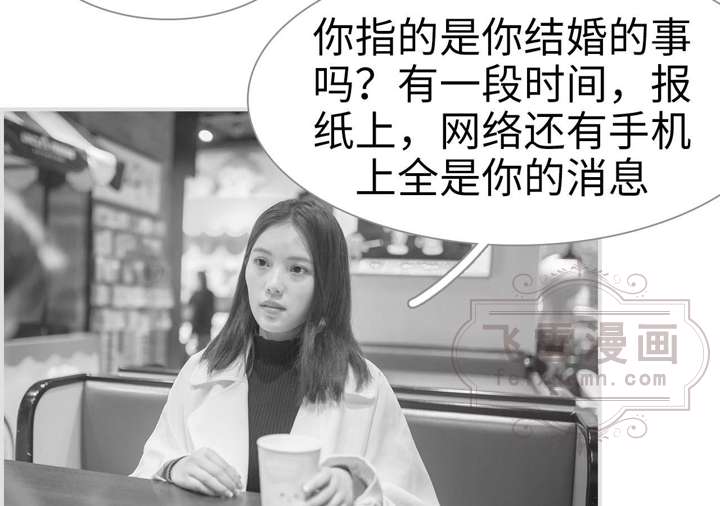 你指的是你结婚的事
吗？有一段时间，报
纸上，网络还有手机
上全是你的消息
飞雪漫画